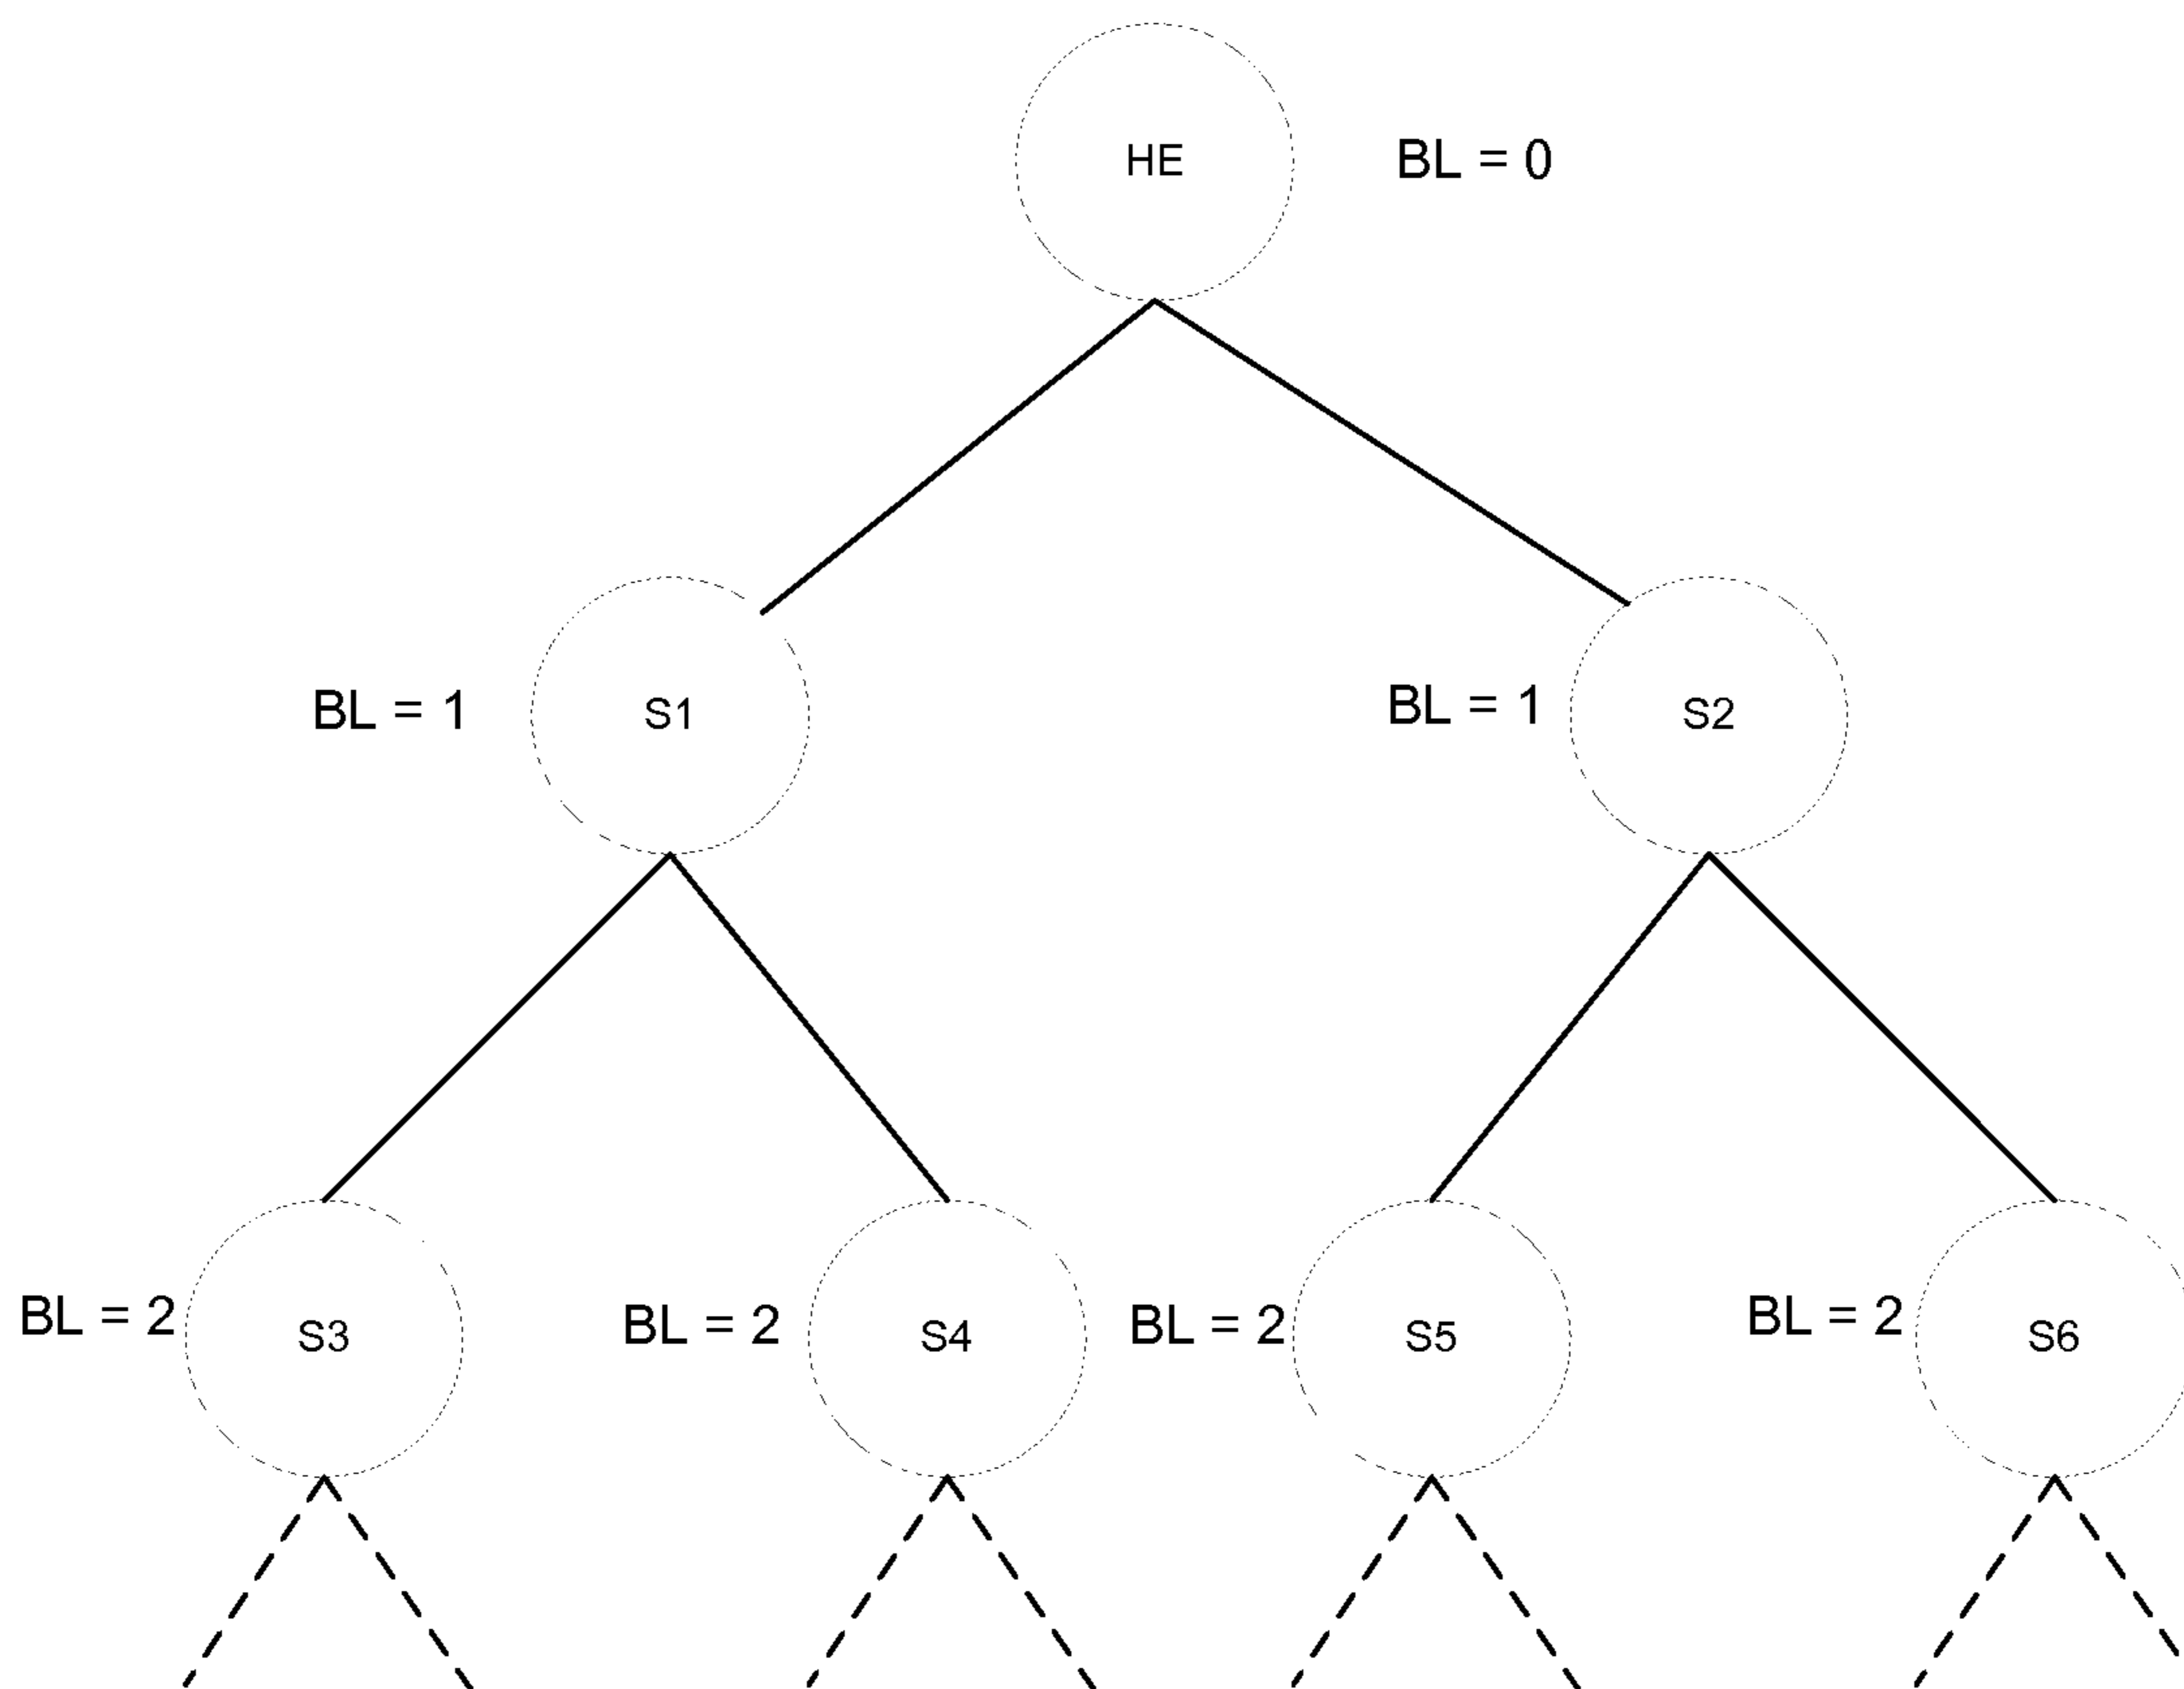 HE BL = 0
BL = 1 S1 BL = 1 S2
BL = 2 S3 BL = 2 S4 BL = 2 S5 BL = 2 S6